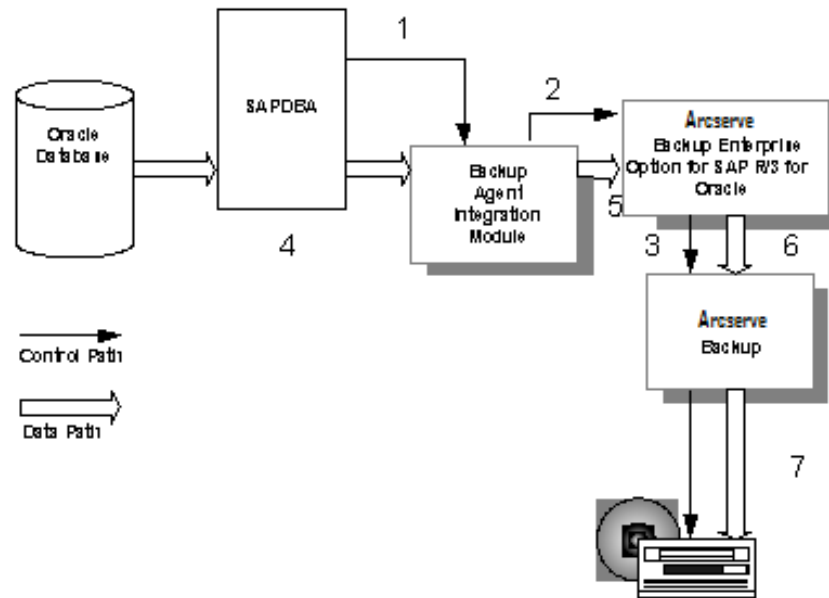 1
SAPDBA
2
Oracle
Database
Arcserve
Backup Enterprise
Option for SAP R/3 for
Oracle
Backup
Agent
Integration
Module
5
4
3
6
Arcserve
Backup
Control Path
Data Path
7